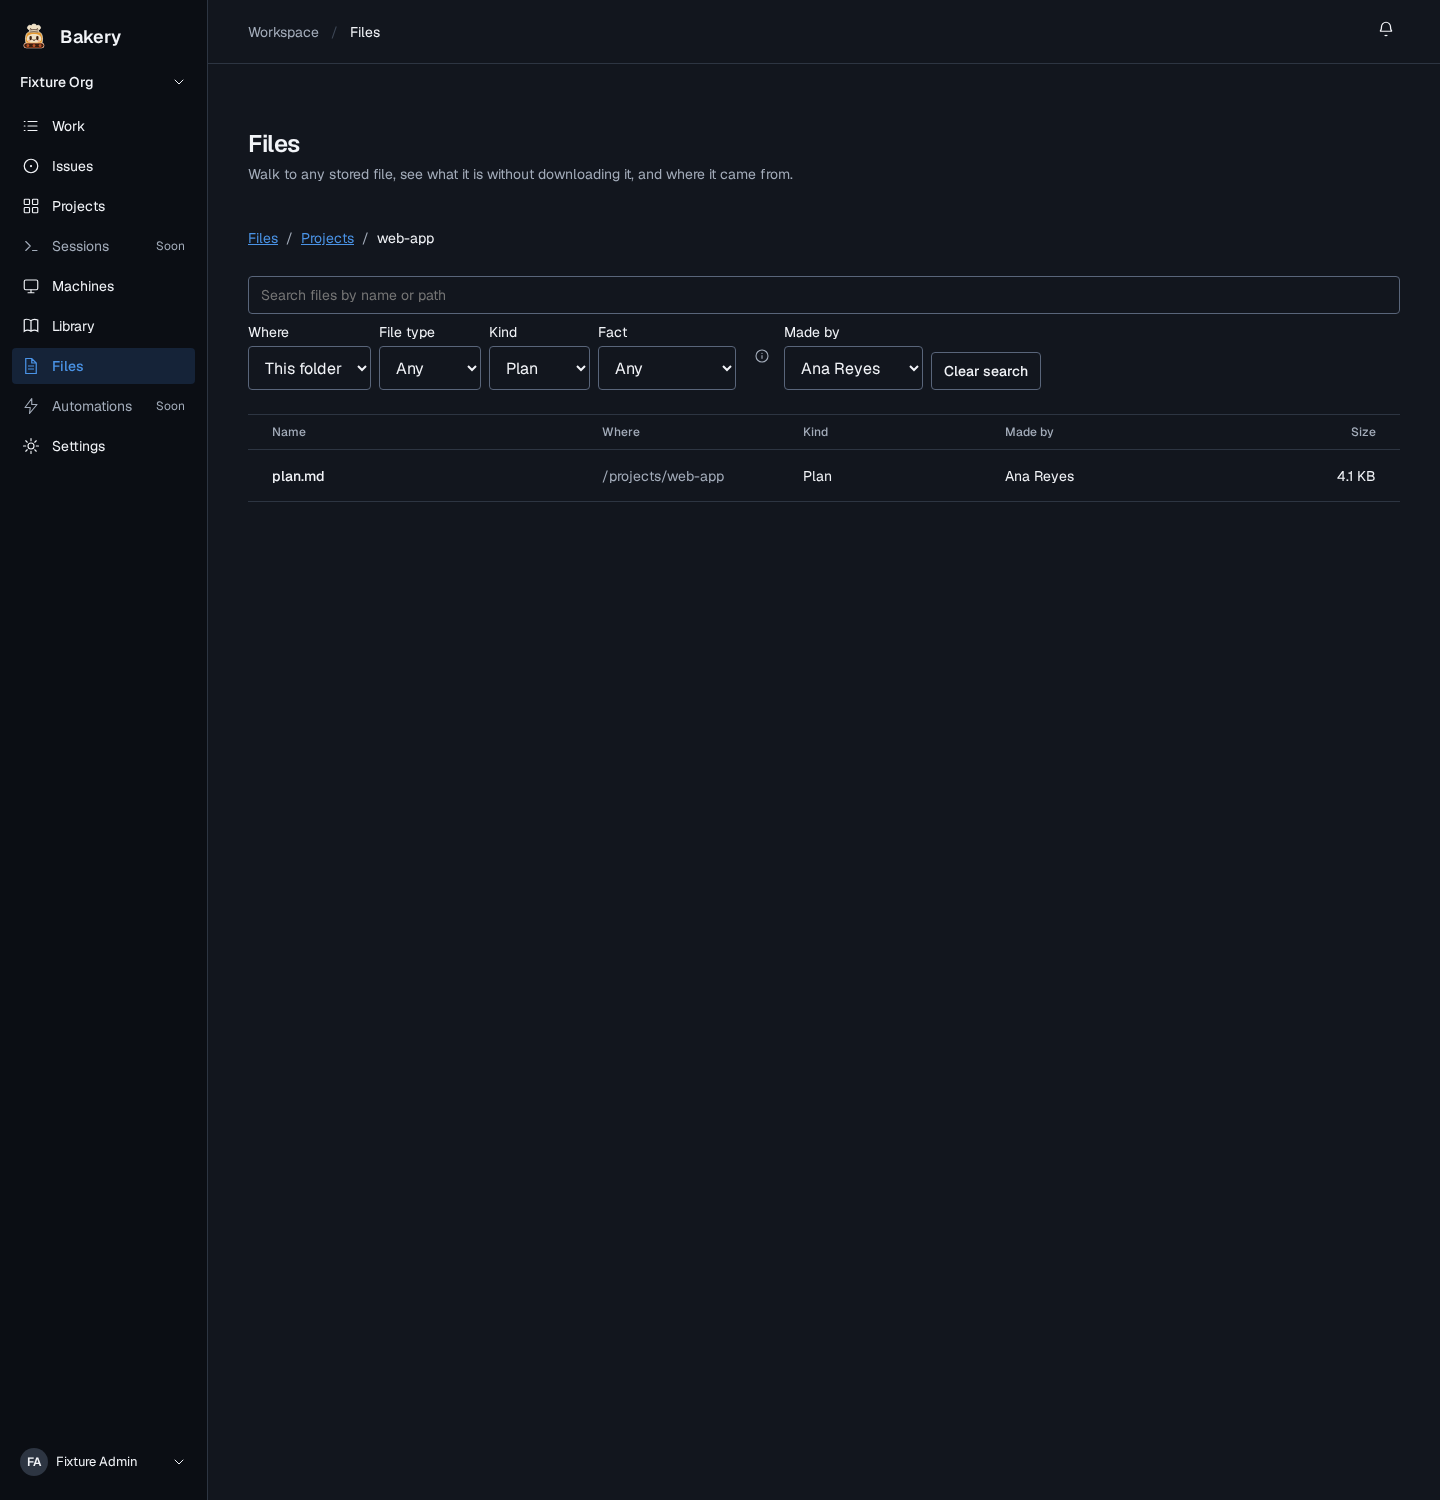 Bakery
Workspace / Files
Fixture Org
Work
Issues
Projects
Sessions Soon
Machines
Library
Files
Automations Soon
Settings
Files
Walk to any stored file, see what it is without downloading it, and where it came from.
Files / Projects / web-app
Search files by name or path
Where File type Kind Fact Made by
This folder Any Plan Any Ana Reyes Clear search
Name Where Kind Made by Size
plan.md /projects/web-app Plan Ana Reyes 4.1 KB
FA Fixture Admin